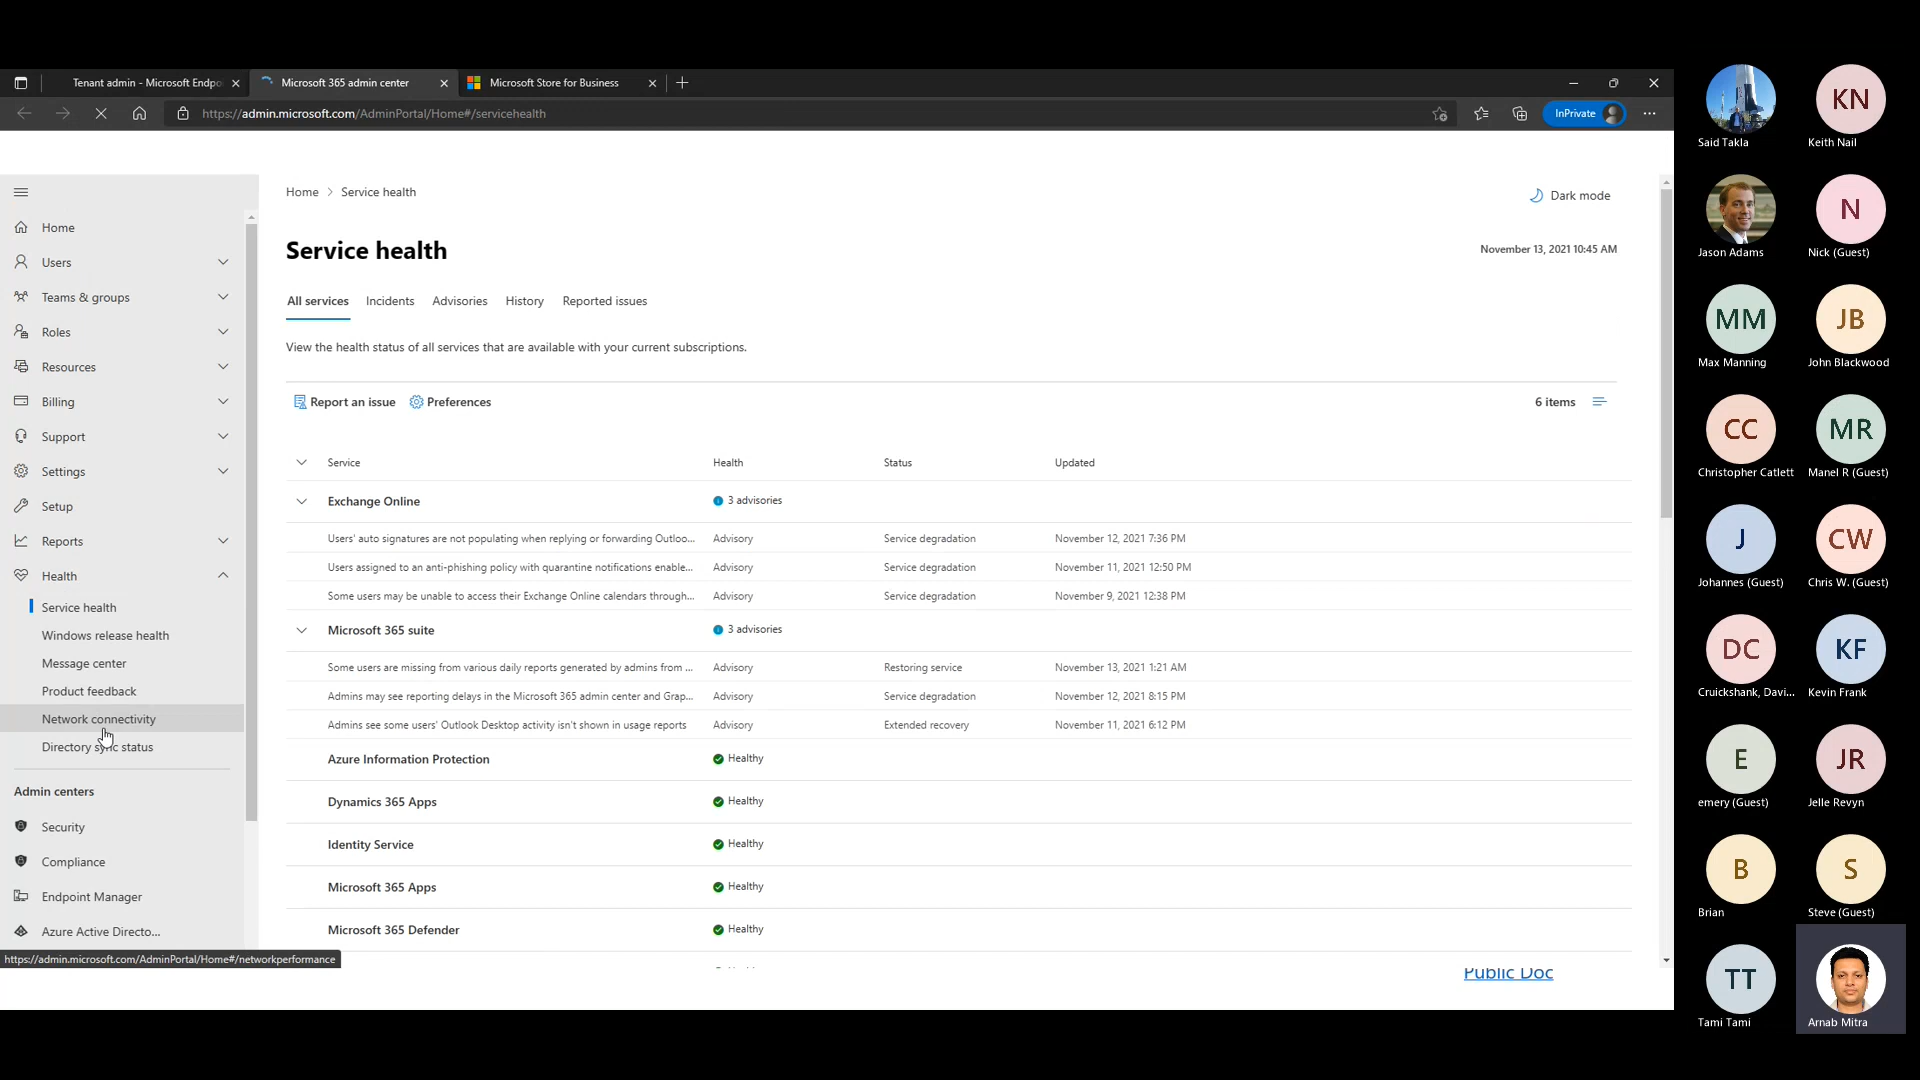 Tenant admin - Microsoft Endpo
Microsoft 365 admin center
Microsoft Store for Business
https://admin.microsoft.com/AdminPortal/Home#/servicehealth
InPrivate
Home
Users
Teams & groups
Roles
Resources
Billing
Support
Settings
Setup
Reports
Health
Service health
Windows release health
Message center
Product feedback
Network connectivity
Directory sync status
Admin centers
Security
Compliance
Endpoint Manager
Azure Active Directo...
https://admin.microsoft.com/AdminPortal/Home#/networkperformance
Home > Service health
Dark mode
Service health
November 13, 2021 10:45 AM
All services Incidents Advisories History Reported issues
View the health status of all services that are available with your current subscriptions.
Report an issue Preferences
6 items
Service Health Status Updated
Exchange Online 3 advisories
Users' auto signatures are not populating when replying or forwarding Outloo... Advisory Service degradation November 12, 2021 7:36 PM
Users assigned to an anti-phishing policy with quarantine notifications enable... Advisory Service degradation November 11, 2021 12:50 PM
Some users may be unable to access their Exchange Online calendars through... Advisory Service degradation November 9, 2021 12:38 PM
Microsoft 365 suite 3 advisories
Some users are missing from various daily reports generated by admins from ... Advisory Restoring service November 13, 2021 1:21 AM
Admins may see reporting delays in the Microsoft 365 admin center and Grap... Advisory Service degradation November 12, 2021 8:15 PM
Admins see some users' Outlook Desktop activity isn't shown in usage reports Advisory Extended recovery November 11, 2021 6:12 PM
Azure Information Protection Healthy
Dynamics 365 Apps Healthy
Identity Service Healthy
Microsoft 365 Apps Healthy
Microsoft 365 Defender Healthy
Public Doc
KN
Said Takla Keith Nail
N
Jason Adams Nick (Guest)
MM JB
Max Manning John Blackwood
CC MR
Christopher Catlett Manel R (Guest)
J CW
Johannes (Guest) Chris W. (Guest)
DC KF
Cruickshank, Davi... Kevin Frank
E JR
emery (Guest) Jelle Revyn
B S
Brian Steve (Guest)
TT
Tami Tami Arnab Mitra